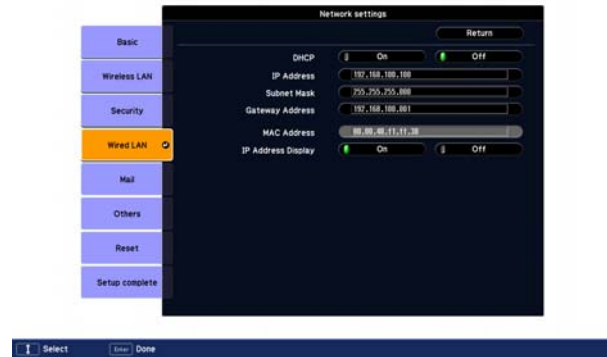 Network settings
Return
Basic
Wireless LAN
Security
Wired LAN
Mail
Others
Reset
Setup complete
DHCP On Off
IP Address 192.168.100.100
Subnet Mask 255.255.255.000
Gateway Address 192.168.100.001
MAC Address
IP Address Display On Off
Select Enter Done